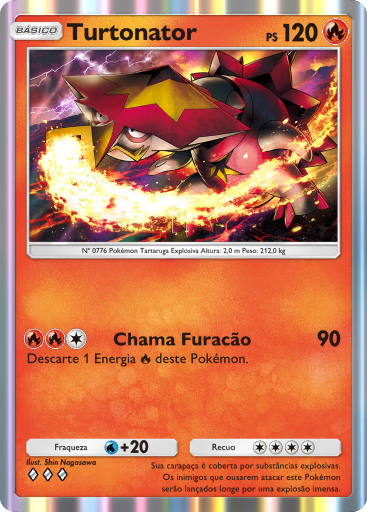 BÁSICO Turtonator PS 120
Nº 0776 Pokémon Tartaruga Explosiva Altura: 2,0 m Peso: 212,0 kg
Chama Furacão 90
Descarte 1 Energia deste Pokémon.
Fraqueza +20 Recuo
Ilust. Shin Nagasawa
Sua carapaça é coberta por substâncias explosivas.
Os inimigos que ousarem atacar este Pokémon
serão lançados longe por uma explosão imensa.